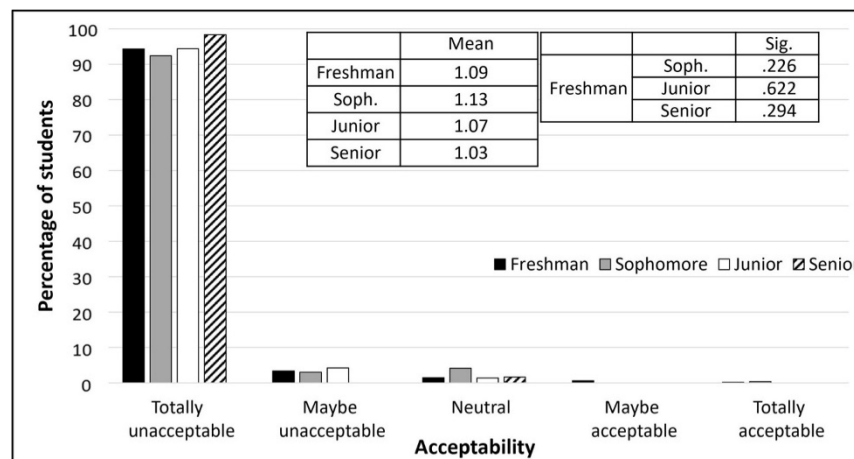 100
90
80
70
60
50
40
30
20
10
0
Percentage of students
Mean
Freshman 1.09
Soph. 1.13
Junior 1.07
Senior 1.03
Sig.
Freshman
Soph. .226
Junior .622
Senior .294
Freshman Sophomore Junior Senio
Totally unacceptable
Maybe unacceptable
Neutral
Maybe acceptable
Totally acceptable
Acceptability